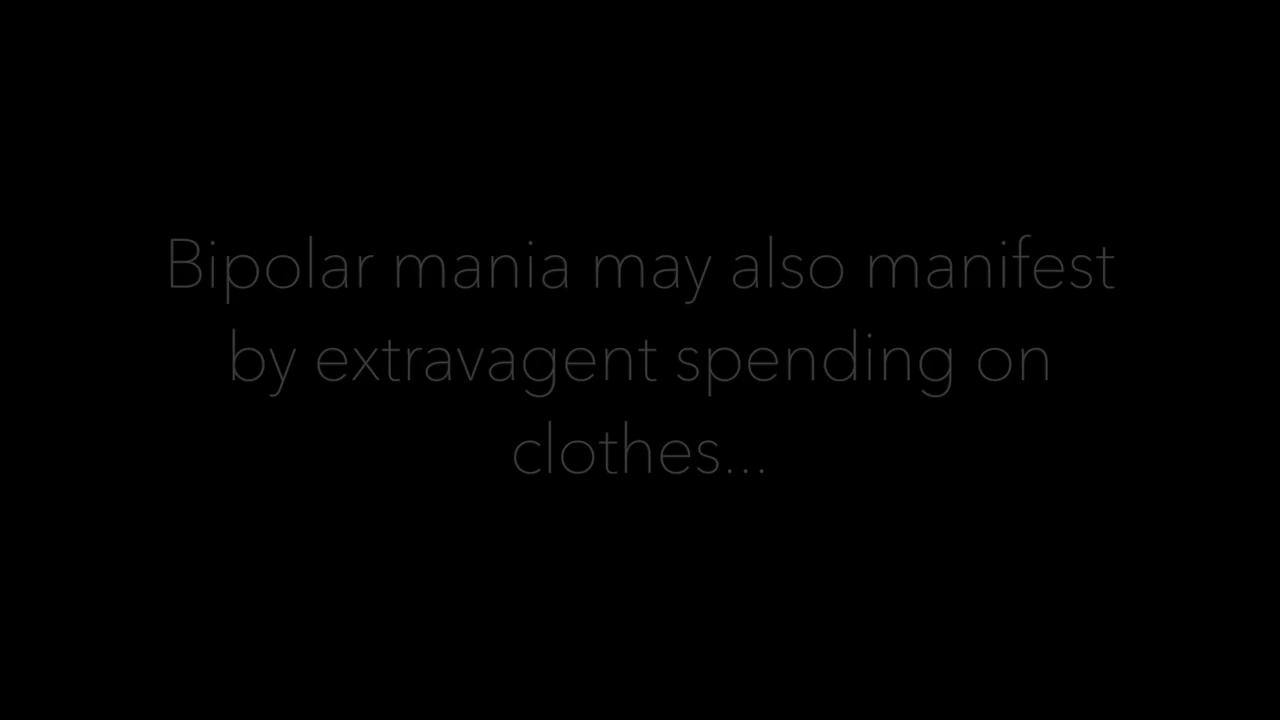 Bipolar mania may also manifest
by extravagent spending on
clothes...